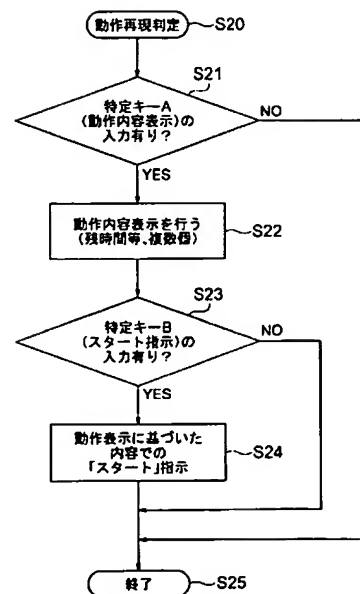 動作再現判定
S20
S21
特定キーA
(動作内容表示)の
入力有り?
NO
YES
動作内容表示を行う
(残時間等、複数個)
S22
S23
特定キーB
(スタート指示)の
入力有り?
NO
YES
動作表示に基づいた
内容での
「スタート」指示
S24
終了
S25